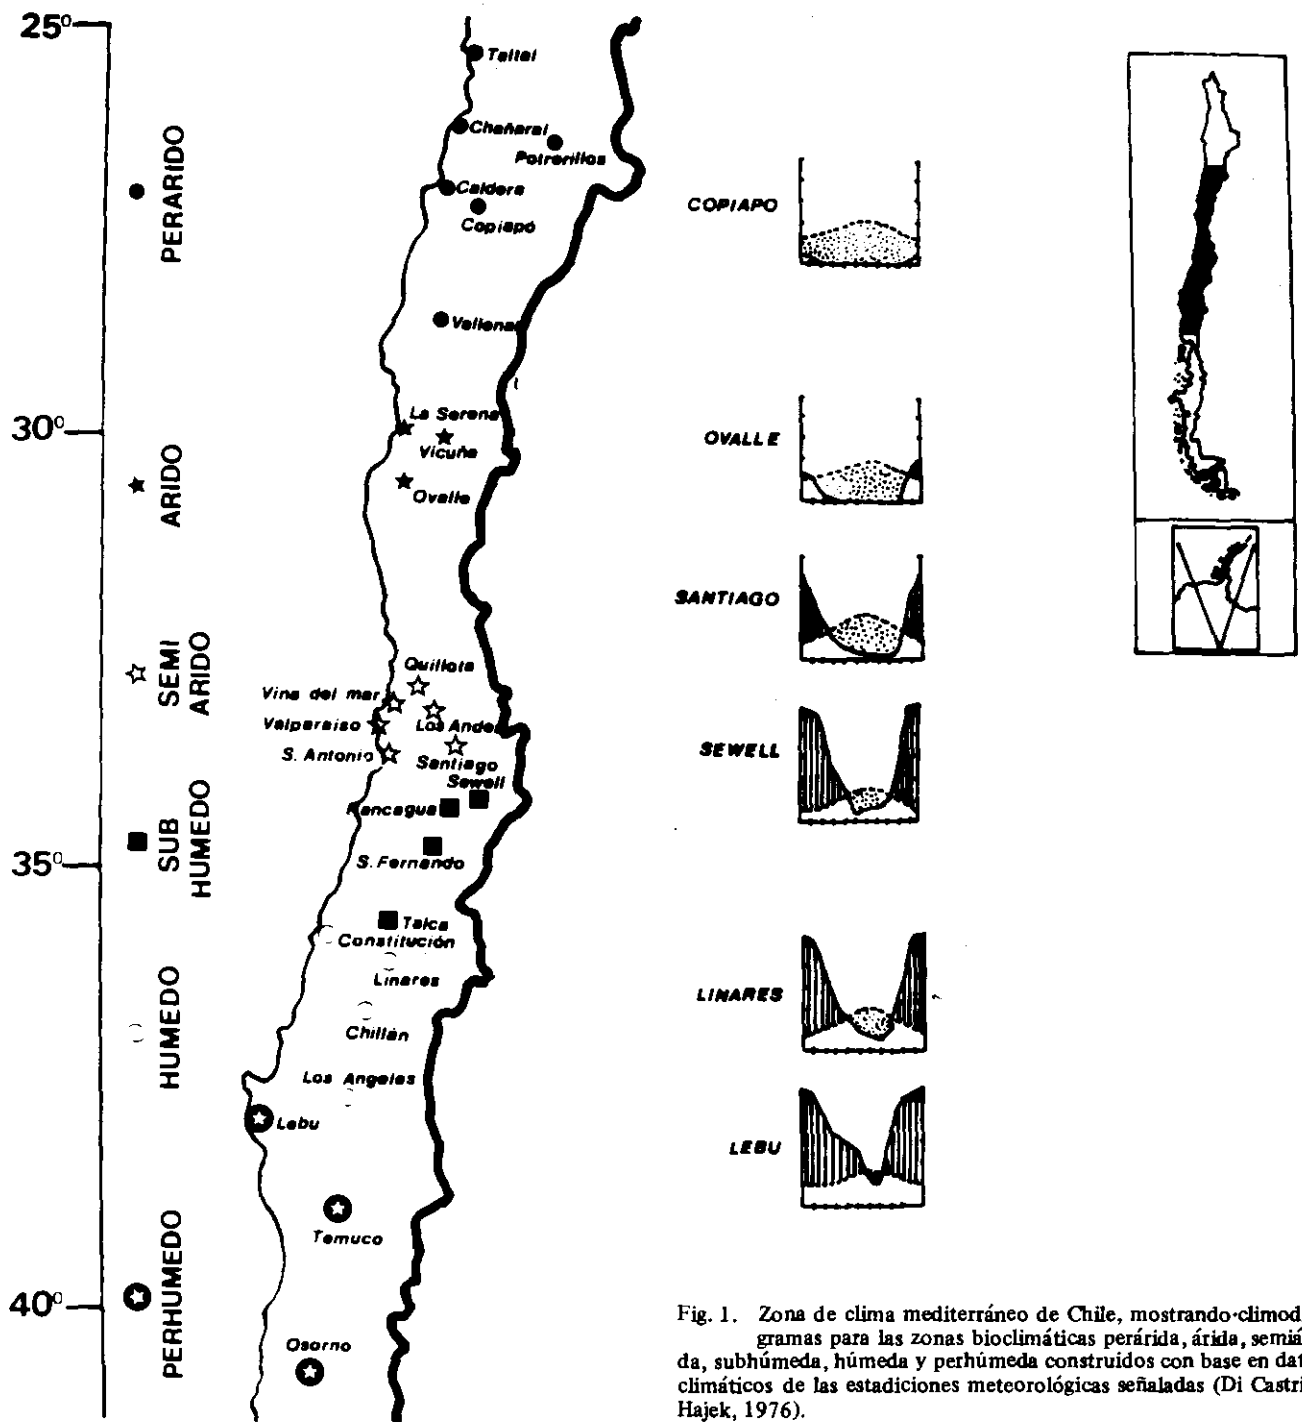 25°
Taltal
Chañaral
Potrerillos
Caldera
Copiapó
PERARIDO
Vallenar
30°
La Serena
Vicuña
Ovalle
ARIDO
Quillota
Vina del mar
Valparaiso
Los Andes
S. Antonio
Santiago
SEMI
ARIDO
Sewell
Rancagua
S. Fernando
35°
SUB
HUMEDO
Talca
Constitución
Linares
Chillán
Los Angeles
HUMEDO
Lebu
Temuco
40°
Osorno
PERHUMEDO
COPIAPO
OVALLE
SANTIAGO
SEWELL
LINARES
LEBU
Fig. 1. Zona de clima mediterráneo de Chile, mostrando climod
gramas para las zonas bioclimáticas perárida, árida, semiá
da, subhúmeda, húmeda y perhúmeda construidos con base en dat
climáticos de las estadiciones meteorológicas señaladas (Di Castri
Hajek, 1976).